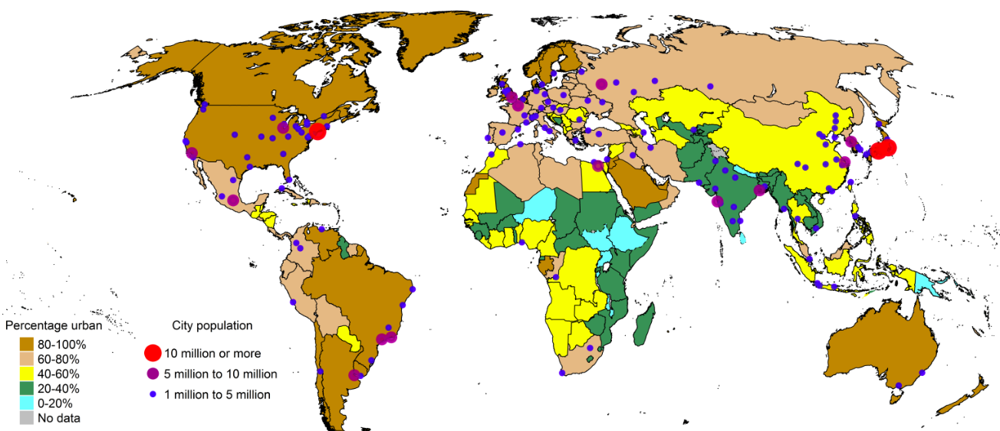 Percentage urban
80-100%
60-80%
40-60%
20-40%
0-20%
No data
City population
10 million or more
5 million to 10 million
1 million to 5 million